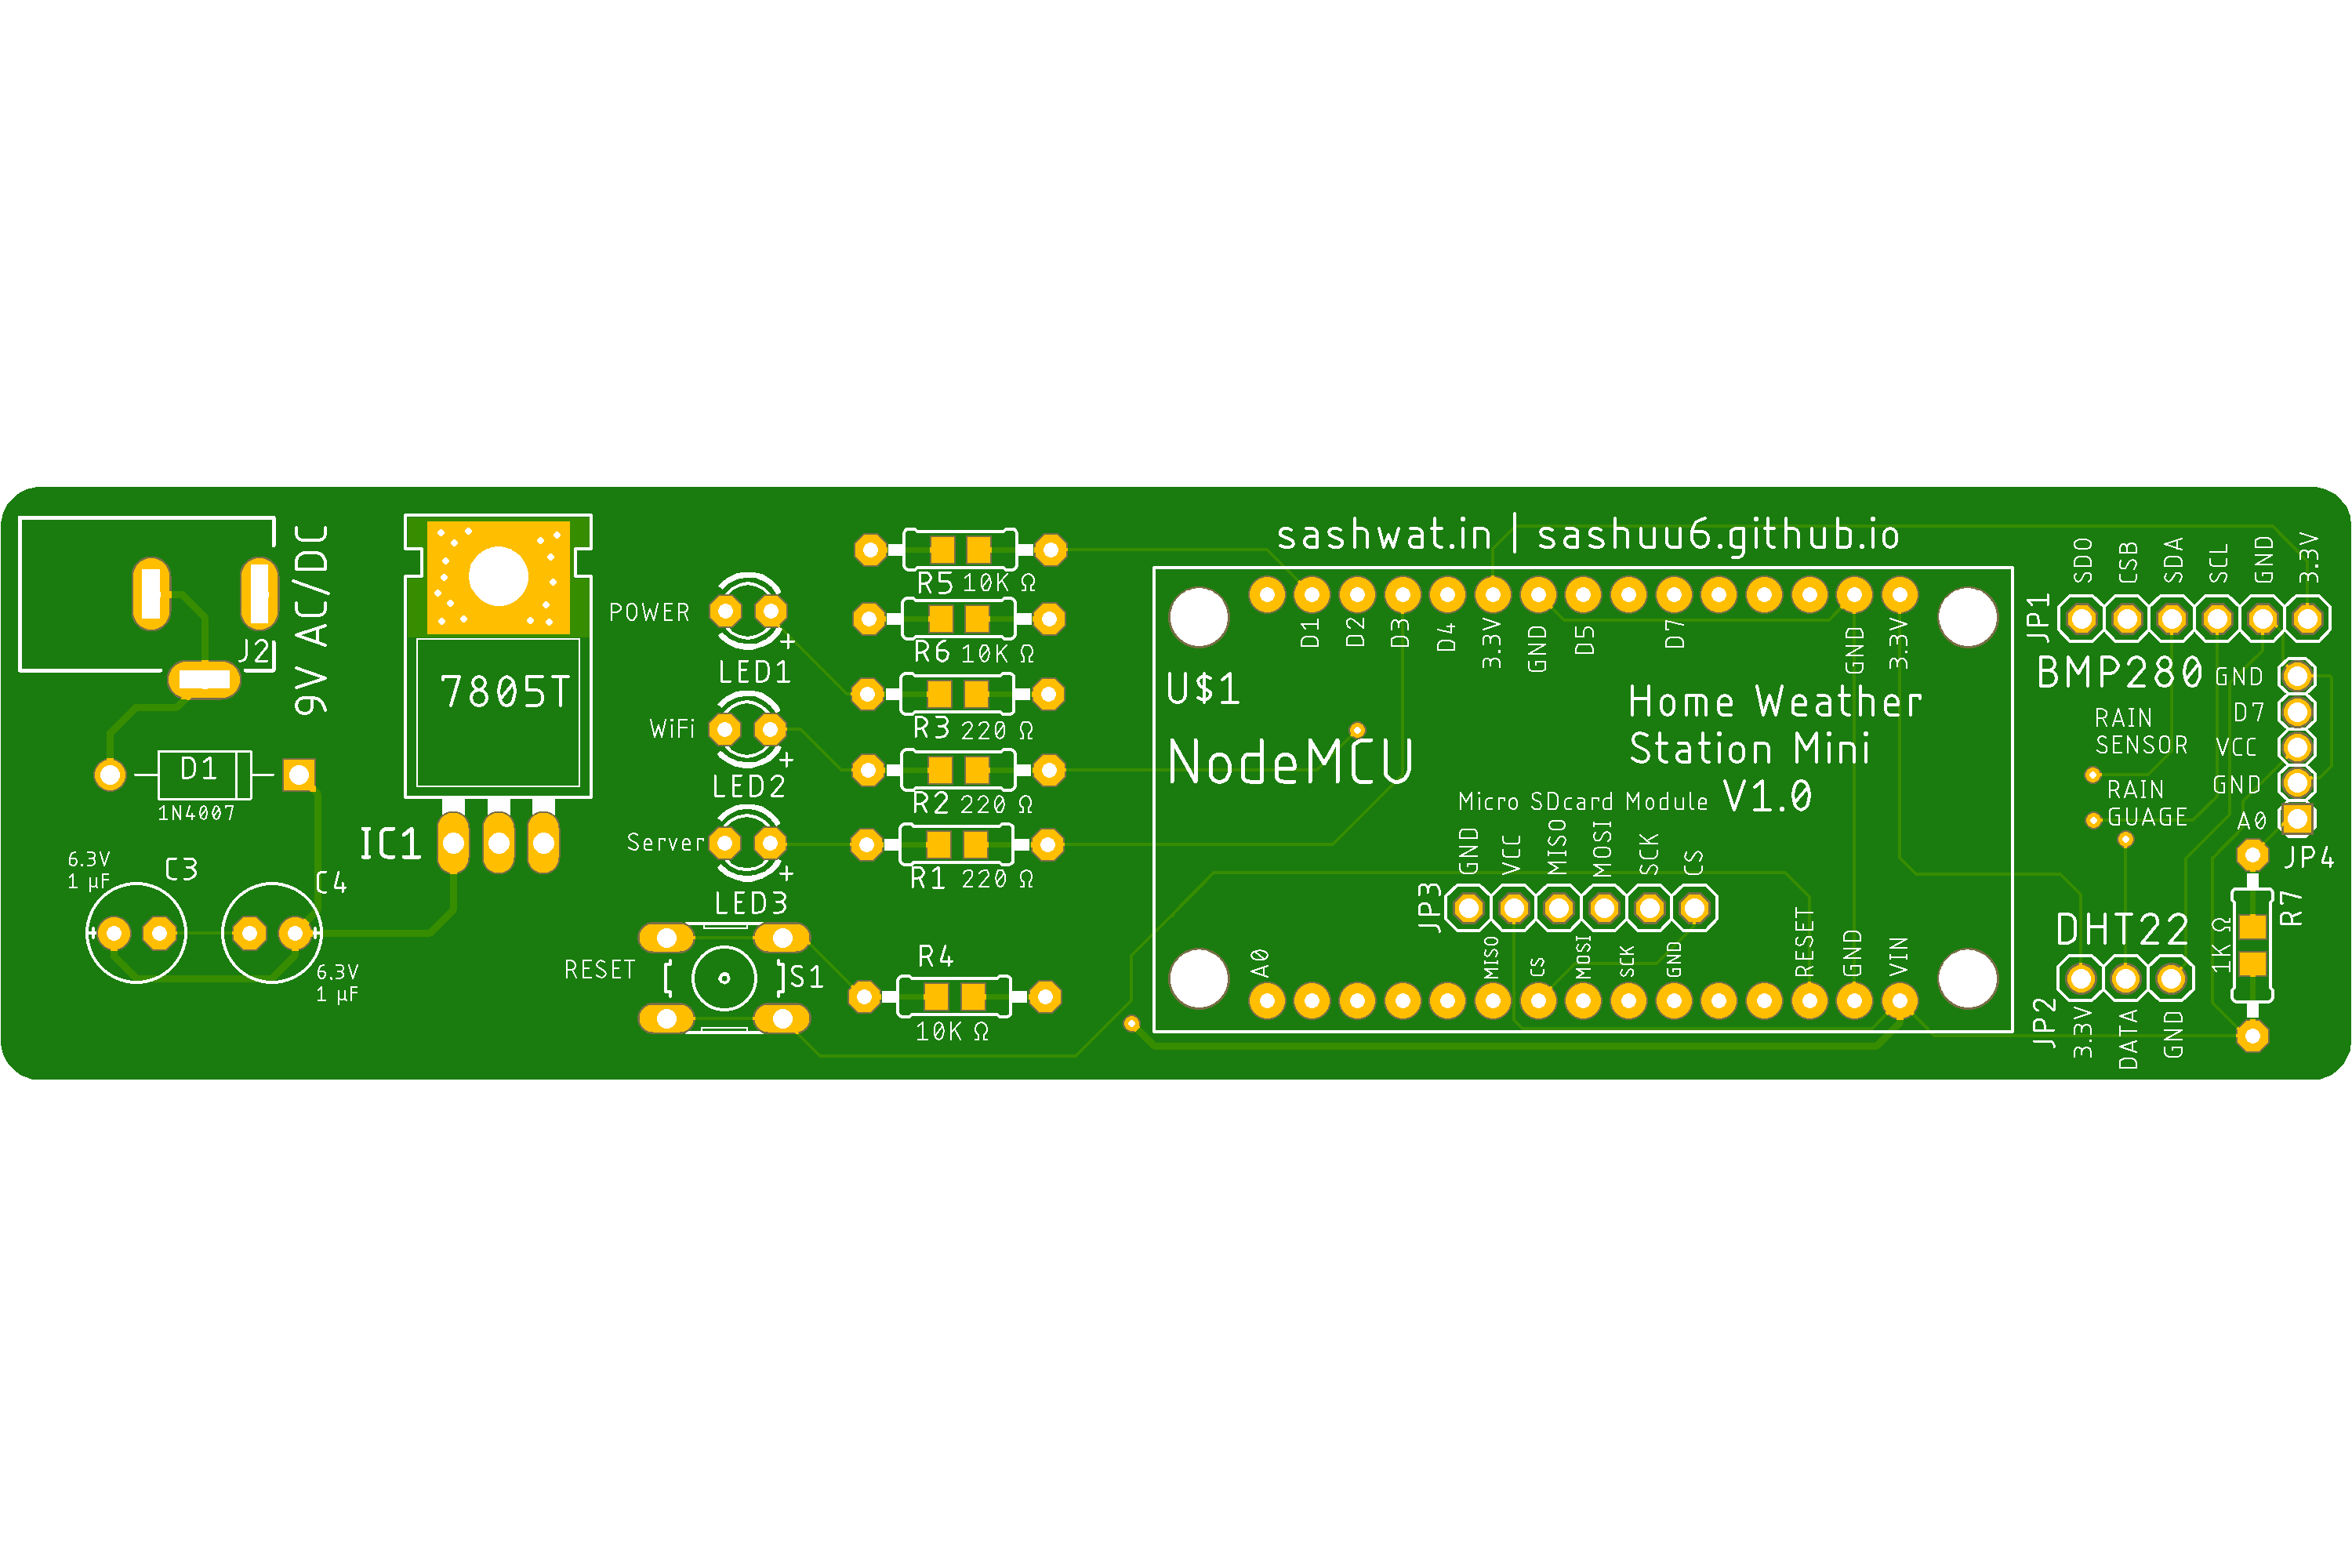 sashwat.in | sashuu6.github.io
9V AC/DC
J2
D1
1N4007
6.3V
1 µF
C3
C4
6.3V
1 µF
7805T
IC1
POWER
LED1
WiFi
LED2
Server
LED3
RESET
S1
R5 10K Ω
R6 10K Ω
R3 220 Ω
R2 220 Ω
R1 220 Ω
R4
10K Ω
D1
D2
D3
D4
3.3V
GND
D5
D7
GND
3.3V
U$1
NodeMCU
Home Weather
Station Mini
V1.0
Micro SDcard Module
GND
VCC
MISO
MOSI
SCK
CS
JP3
A0
MISO
CS
MOSI
SCK
GND
RESET
GND
VIN
SDO
CSB
SDA
SCL
GND
3.3V
JP1
BMP280
GND
D7
VCC
GND
A0
RAIN
SENSOR
RAIN
GUAGE
JP4
R7
1K Ω
DHT22
JP2
3.3V
DATA
GND